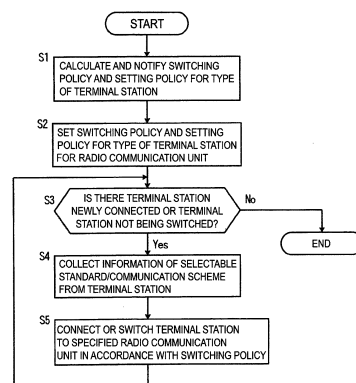 START
S1
CALCULATE AND NOTIFY SWITCHING
POLICY AND SETTING POLICY FOR TYPE
OF TERMINAL STATION
S2
SET SWITCHING POLICY AND SETTING
POLICY FOR TYPE OF TERMINAL STATION
FOR RADIO COMMUNICATION UNIT
S3
IS THERE TERMINAL STATION
NEWLY CONNECTED OR TERMINAL
STATION NOT BEING SWITCHED?
No
END
Yes
S4
COLLECT INFORMATION OF SELECTABLE
STANDARD/COMMUNICATION SCHEME
FROM TERMINAL STATION
S5
CONNECT OR SWITCH TERMINAL STATION
TO SPECIFIED RADIO COMMUNICATION
UNIT IN ACCORDANCE WITH SWITCHING POLICY